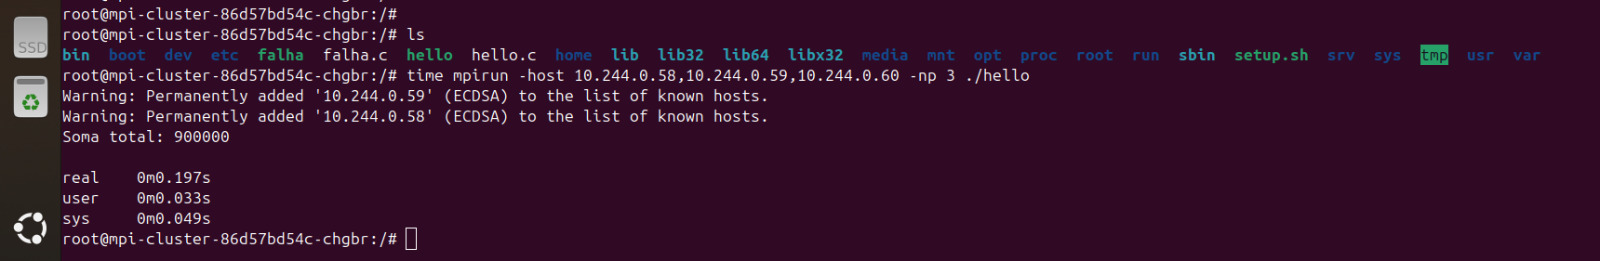 SSD
root@mpi-cluster-86d57bd54c-chgbr:/#
root@mpi-cluster-86d57bd54c-chgbr:/# ls
bin boot dev etc falha falha.c hello hello.c home lib lib32 lib64 libx32 media mnt opt proc root run sbin setup.sh srv sys tmp usr var
root@mpi-cluster-86d57bd54c-chgbr:/# time mpirun -host 10.244.0.58,10.244.0.59,10.244.0.60 -np 3 ./hello
Warning: Permanently added '10.244.0.59' (ECDSA) to the list of known hosts.
Warning: Permanently added '10.244.0.58' (ECDSA) to the list of known hosts.
Soma total: 900000
real 0m0.197s
user 0m0.033s
sys 0m0.049s
root@mpi-cluster-86d57bd54c-chgbr:/#